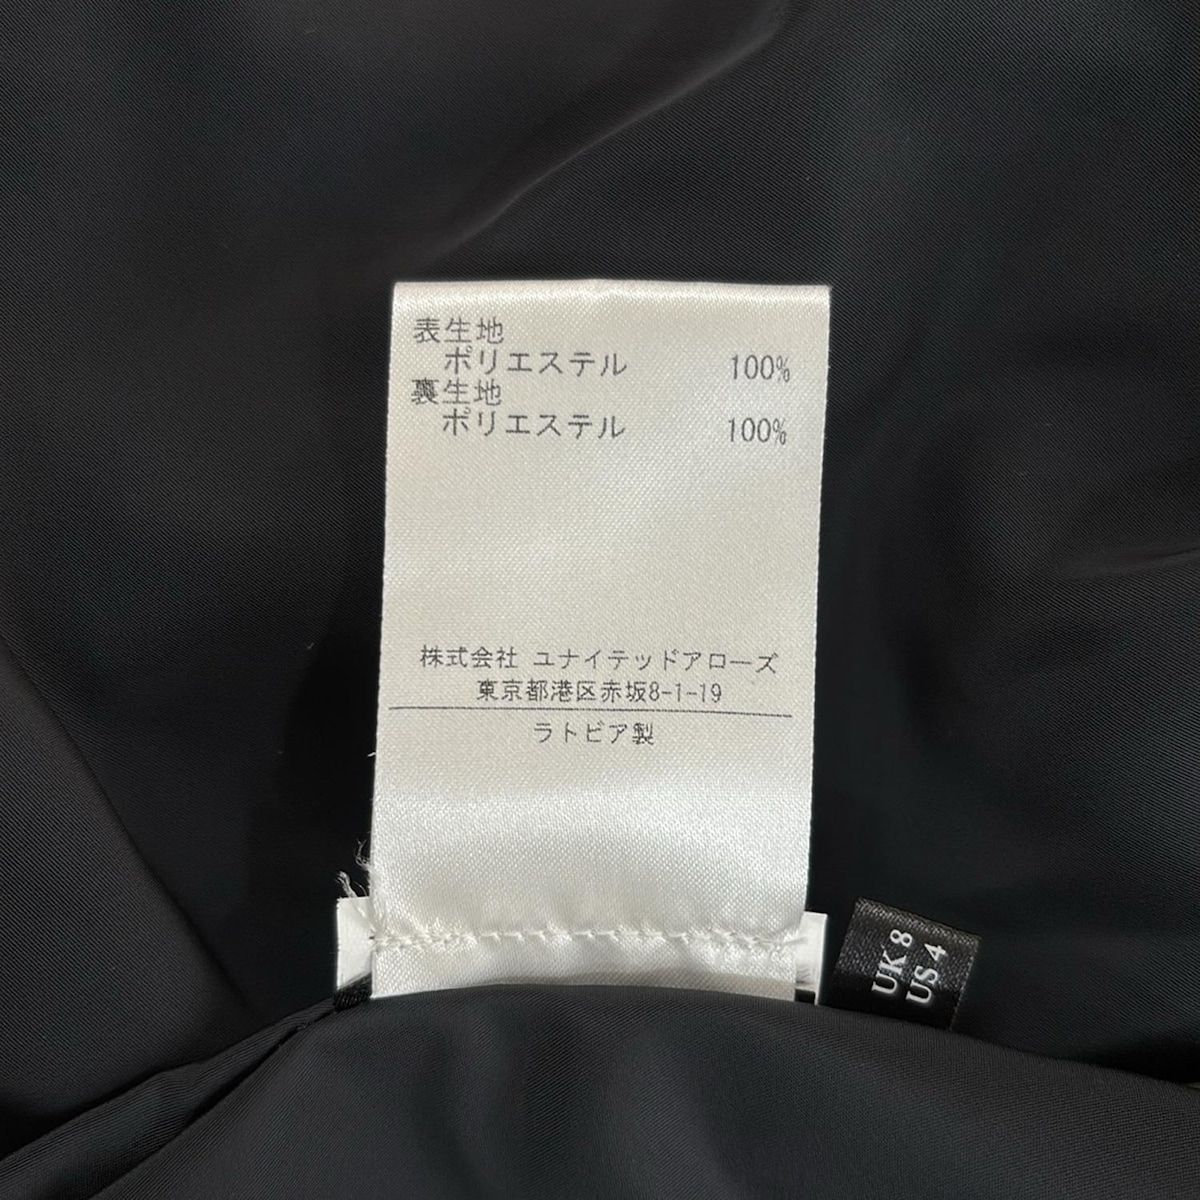 表生地
ポリエステル 100%
裏生地
ポリエステル 100%
株式会社 ユナイテッドアローズ
東京都港区赤坂8-1-19
ラトビア製
UK 8
US 4